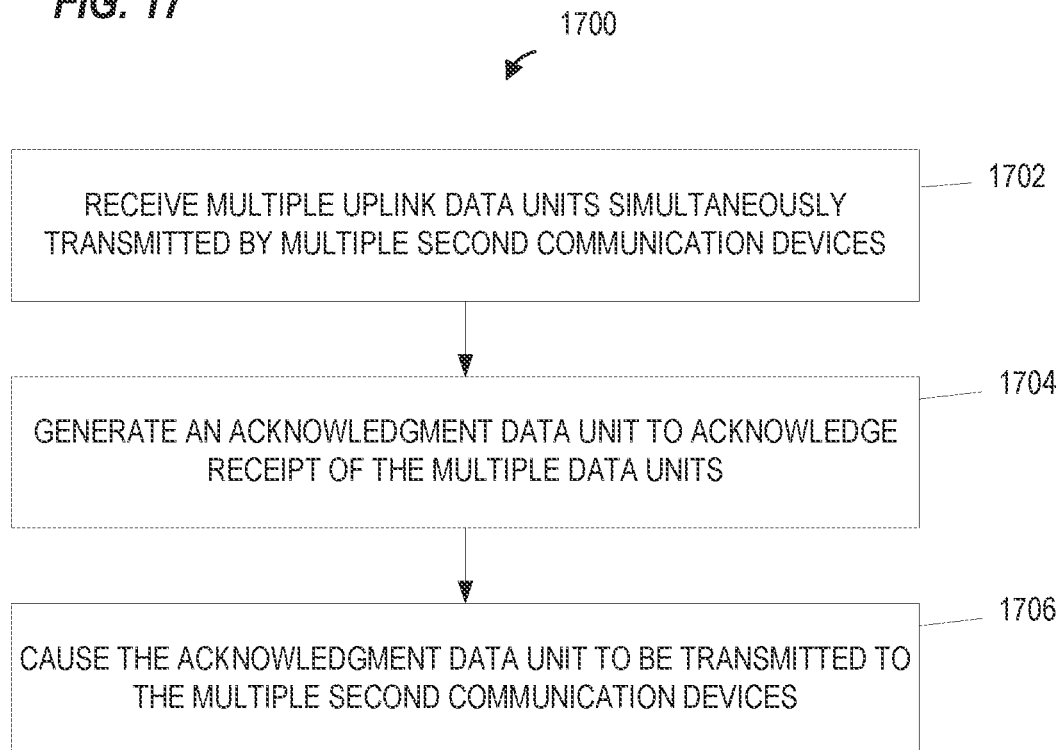 FIG. 17
1700
RECEIVE MULTIPLE UPLINK DATA UNITS SIMULTANEOUSLY
TRANSMITTED BY MULTIPLE SECOND COMMUNICATION DEVICES
1702
GENERATE AN ACKNOWLEDGMENT DATA UNIT TO ACKNOWLEDGE
RECEIPT OF THE MULTIPLE DATA UNITS
1704
CAUSE THE ACKNOWLEDGMENT DATA UNIT TO BE TRANSMITTED TO
THE MULTIPLE SECOND COMMUNICATION DEVICES
1706